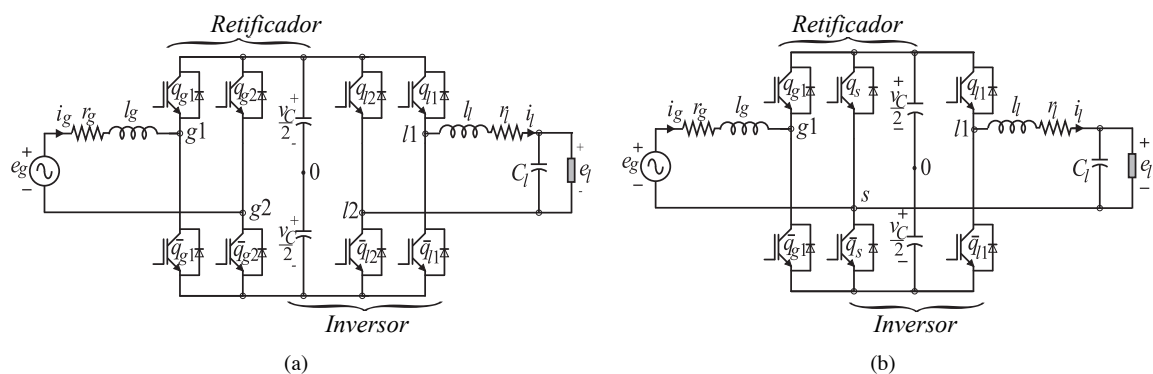 Retificador
q_g1 q_g2 v_C/2 + - q_l2 q_l1
i_g r_g l_g g1 l1 l_l r_l i_l
e_g + - 0 C_l + e_l -
g2 l2
q̄_g1 q̄_g2 v_C/2 + - q̄_l2 q̄_l1
Inversor
(a)
Retificador
q_g1 q_s v_C/2 + - q_l1
i_g r_g l_g g1 l1 l_l r_l i_l
e_g + - 0 C_l + e_l -
s
q̄_g1 q̄_s v_C/2 + - q̄_l1
Inversor
(b)